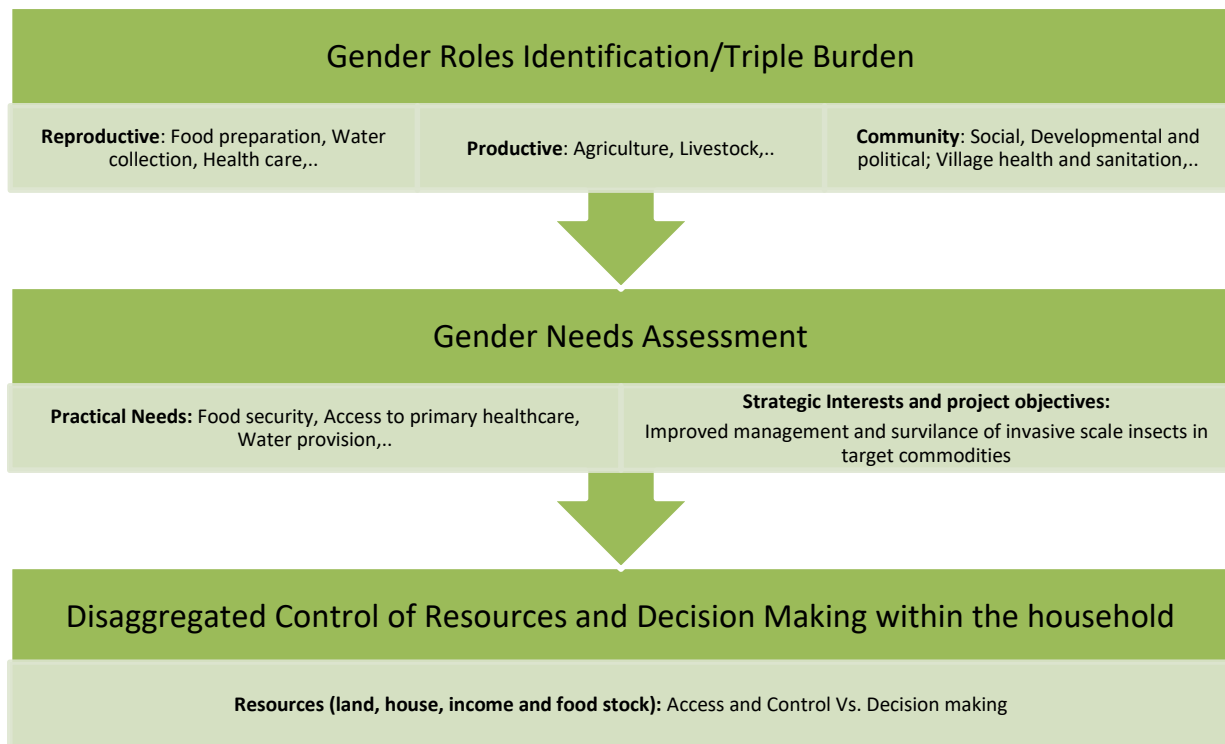 Gender Roles Identification/Triple Burden
Reproductive: Food preparation, Water
collection, Health care,..
Productive: Agriculture, Livestock,..
Community: Social, Developmental and
political; Village health and sanitation,..
Gender Needs Assessment
Practical Needs: Food security, Access to primary healthcare,
Water provision,..
Strategic Interests and project objectives:
Improved management and survilance of invasive scale insects in
target commodities
Disaggregated Control of Resources and Decision Making within the household
Resources (land, house, income and food stock): Access and Control Vs. Decision making